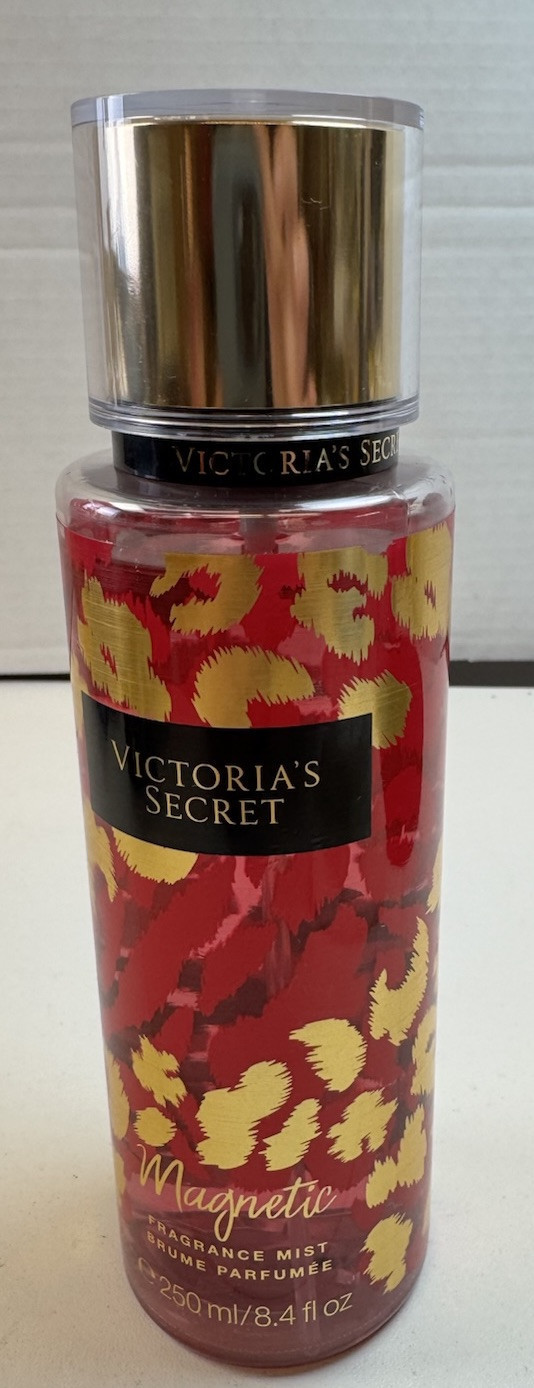 VICTORIA'S SECR
VICTORIA'S
SECRET
Magnetic
FRAGRANCE MIST
BRUME PARFUMÉE
℮ 250 ml/8.4 fl oz